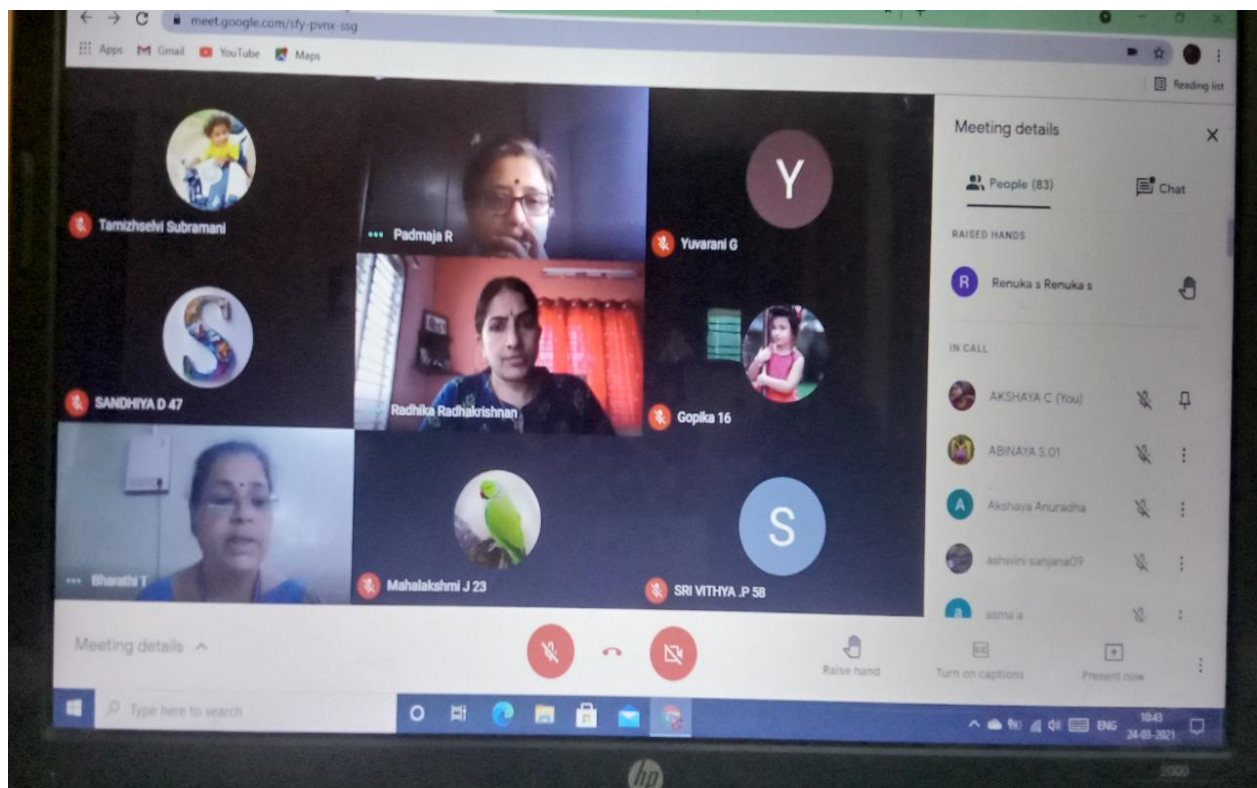 meet.google.com/sfy-pvnx-ssg
Apps Gmail YouTube Maps
Reading list
Tamizhselvi Subramani
Padmaja R
Y
Yuvarani G
S
SANDHIYA D 47
Radhika Radhakrishnan
Gopika 16
Bharathi T
Mahalakshmi J 23
S
SRI VITHYA .P 58
Meeting details
People (83)
Chat
RAISED HANDS
R Renuka s Renuka s
IN CALL
AKSHAYA C (You)
ABINAYA S.01
A Akshaya Anuradha
ashwini sanjana09
a asma a
Meeting details
Raise hand
Turn on captions
Present now
Type here to search
ENG
10:43
24-03-2021
hp
2000